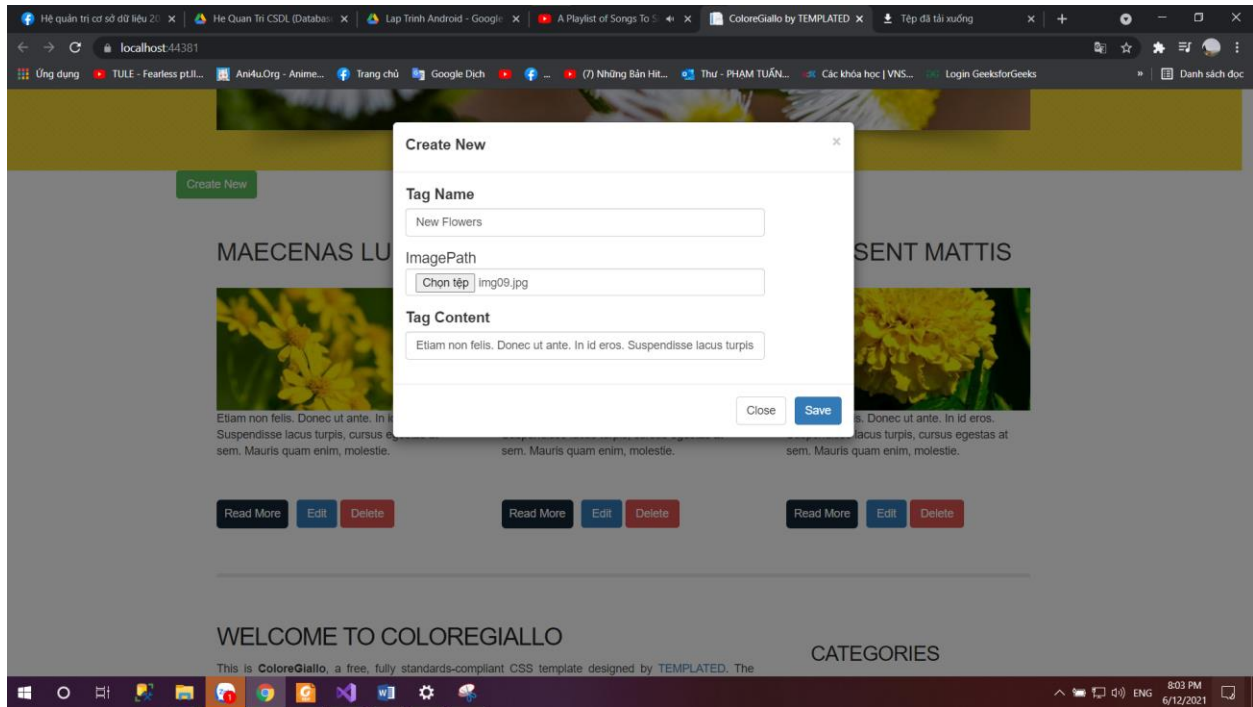 Hệ quản trị cơ sở dữ liệu 20
He Quan Tri CSDL (Databas
Lap Trinh Android - Google
A Playlist of Songs To S
ColoreGiallo by TEMPLATED
Tệp đã tải xuống
localhost:44381
Ứng dụng
TULE - Fearless pt.II...
Ani4u.Org - Anime...
Trang chủ
Google Dịch
...
(7) Những Bản Hit...
Thư - PHẠM TUẤN...
Các khóa học | VNS...
Login GeeksforGeeks
»
Danh sách đọc
Create New
×
Create New
Tag Name
New Flowers
ImagePath
Chọn tệp img09.jpg
Tag Content
Etiam non felis. Donec ut ante. In id eros. Suspendisse lacus turpis
Close Save
MAECENAS LU
SENT MATTIS
Etiam non felis. Donec ut ante. In i
Suspendisse lacus turpis, cursus e
sem. Mauris quam enim, molestie.
sem. Mauris quam enim, molestie.
is. Donec ut ante. In id eros.
lacus turpis, cursus egestas at
sem. Mauris quam enim, molestie.
Read More Edit Delete
Read More Edit Delete
Read More Edit Delete
WELCOME TO COLOREGIALLO
This is ColoreGiallo, a free, fully standards-compliant CSS template designed by TEMPLATED. The
CATEGORIES
ENG
8:03 PM
6/12/2021